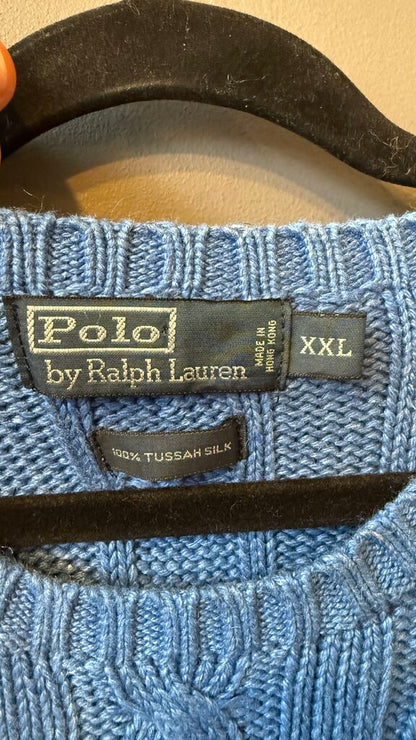 Polo
by Ralph Lauren
MADE IN
HONG KONG
XXL
100% TUSSAH SILK